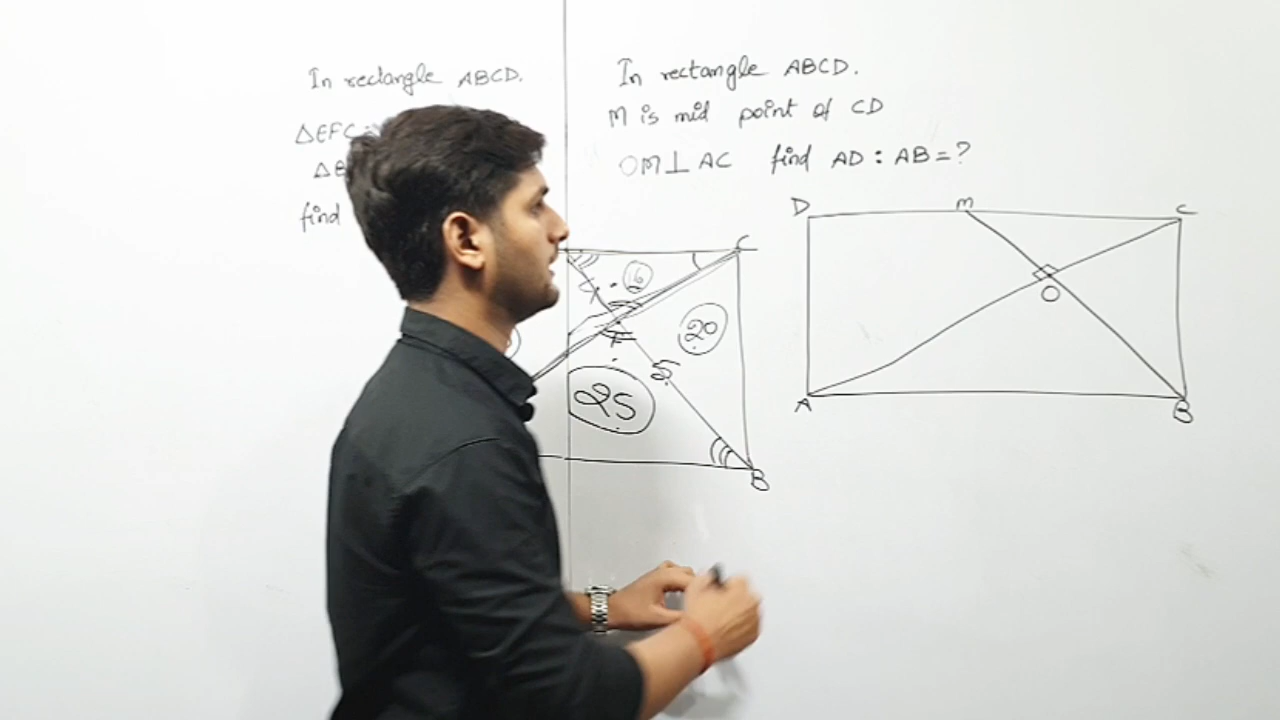 In rectangle ABCD.
△EFC
△
find
C
16
20
5
25
B
In rectangle ABCD.
M is mid point of CD
OM⊥AC find AD : AB = ?
D M C
O
A B